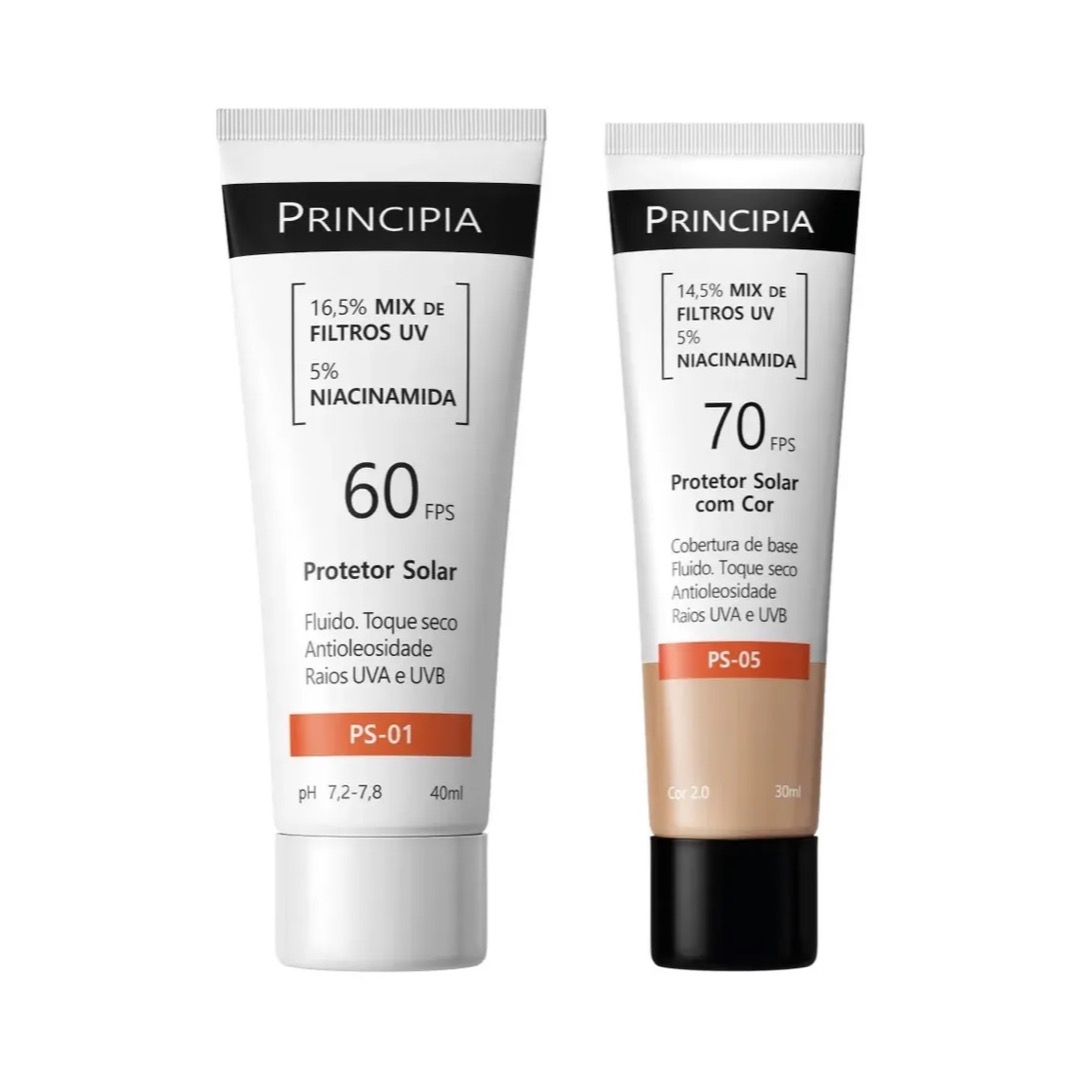 PRINCIPIA
16,5% MIX DE
FILTROS UV
5%
NIACINAMIDA
60 FPS
Protetor Solar
Fluido. Toque seco
Antioleosidade
Raios UVA e UVB
PS-01
pH 7,2-7,8 40ml
PRINCIPIA
14,5% MIX DE
FILTROS UV
5%
NIACINAMIDA
70 FPS
Protetor Solar
com Cor
Cobertura de base
Fluido. Toque seco
Antioleosidade
Raios UVA e UVB
PS-05
Cor 2.0 30ml